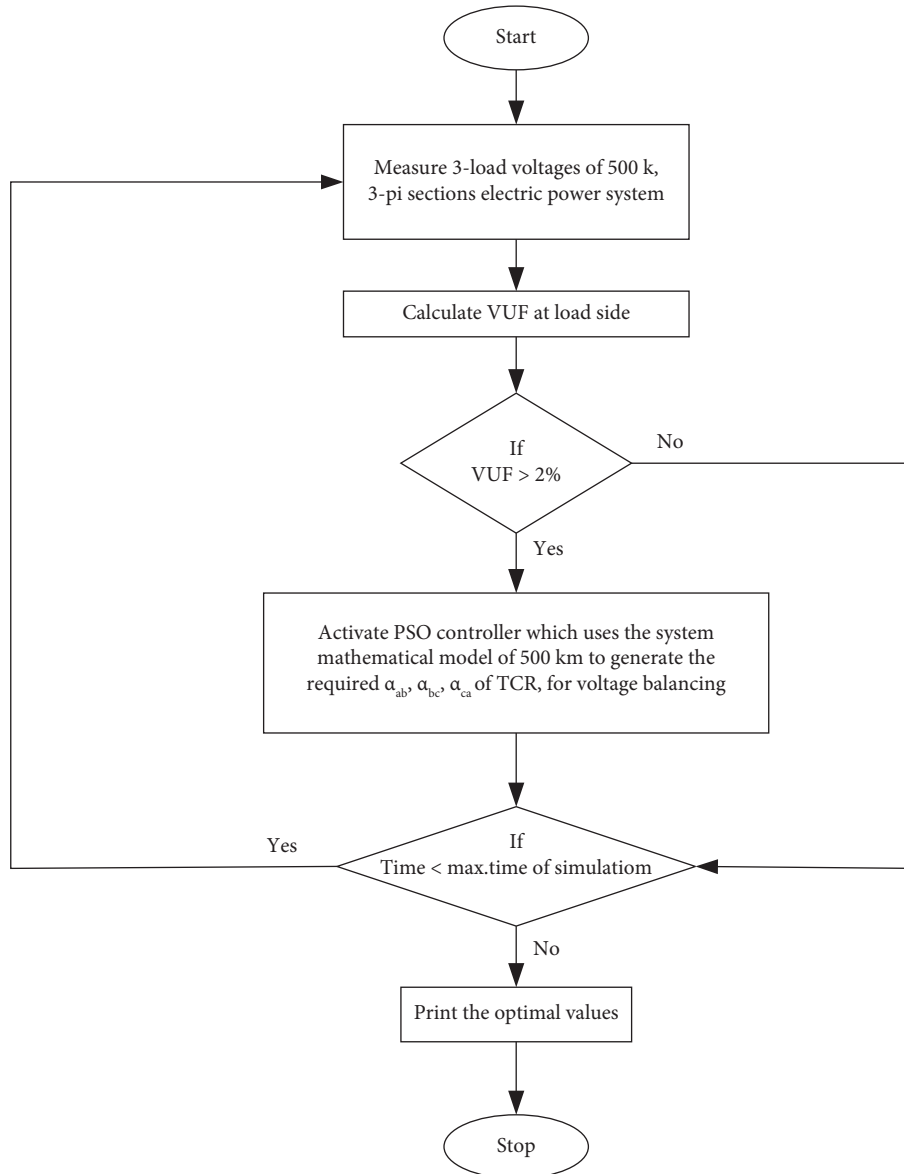 Start
Measure 3-load voltages of 500 k,
3-pi sections electric power system
Calculate VUF at load side
If
VUF > 2%
No
Yes
Activate PSO controller which uses the system
mathematical model of 500 km to generate the
required αab, αbc, αca of TCR, for voltage balancing
If
Time < max.time of simulatiom
Yes
No
Print the optimal values
Stop